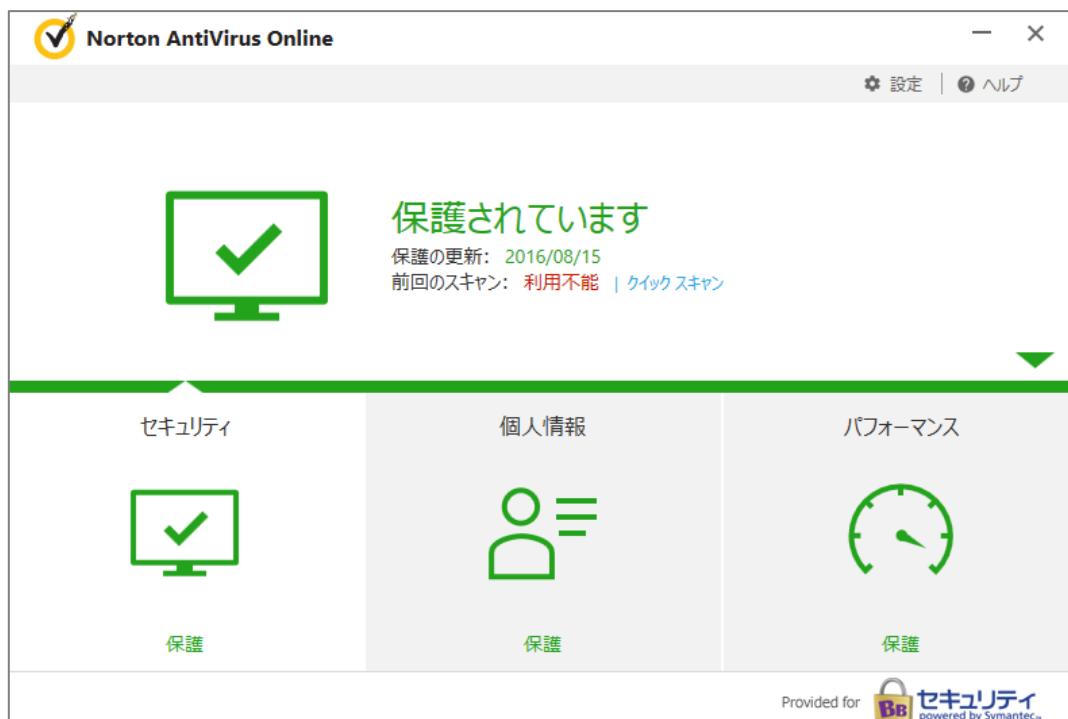 Norton AntiVirus Online
設定 | ヘルプ
保護されています
保護の更新: 2016/08/15
前回のスキャン: 利用不能 | クイック スキャン
セキュリティ 個人情報 パフォーマンス
保護 保護 保護
Provided for BB セキュリティ
powered by Symantec™